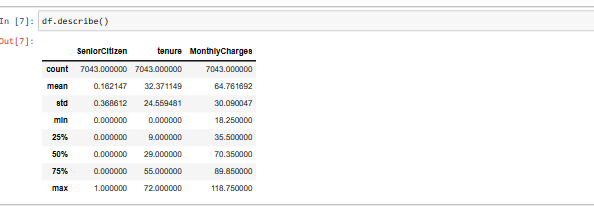 In [7]: df.describe()
Out[7]:
SeniorCitizen tenure MonthlyCharges
count 7043.000000 7043.000000 7043.000000
mean 0.162147 32.371149 64.761692
std 0.368612 24.559481 30.090047
min 0.000000 0.000000 18.250000
25% 0.000000 9.000000 35.500000
50% 0.000000 29.000000 70.350000
75% 0.000000 55.000000 89.850000
max 1.000000 72.000000 118.750000